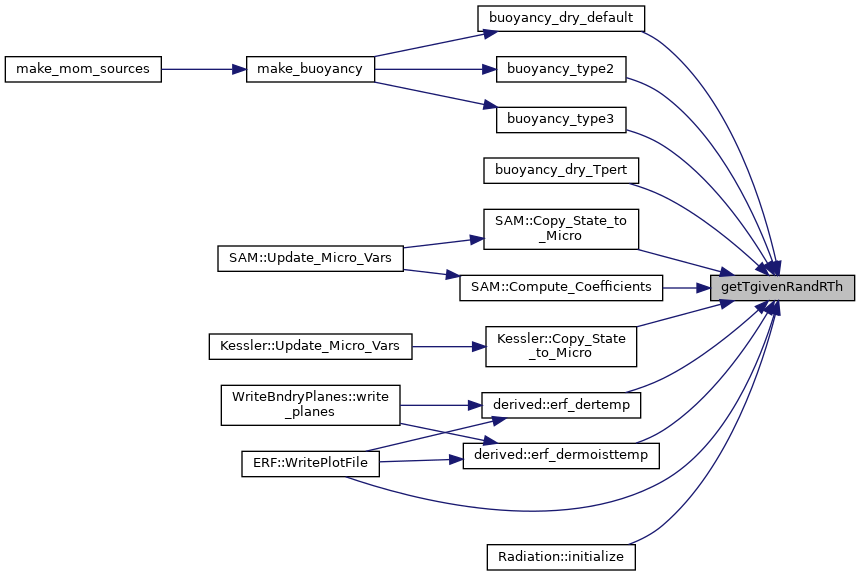 buoyancy_dry_default
make_mom_sources
make_buoyancy
buoyancy_type2
buoyancy_type3
buoyancy_dry_Tpert
SAM::Copy_State_to
_Micro
SAM::Update_Micro_Vars
SAM::Compute_Coefficients
getTgivenRandRTh
Kessler::Update_Micro_Vars
Kessler::Copy_State
_to_Micro
WriteBndryPlanes::write
_planes
derived::erf_dertemp
derived::erf_dermoisttemp
ERF::WritePlotFile
Radiation::initialize